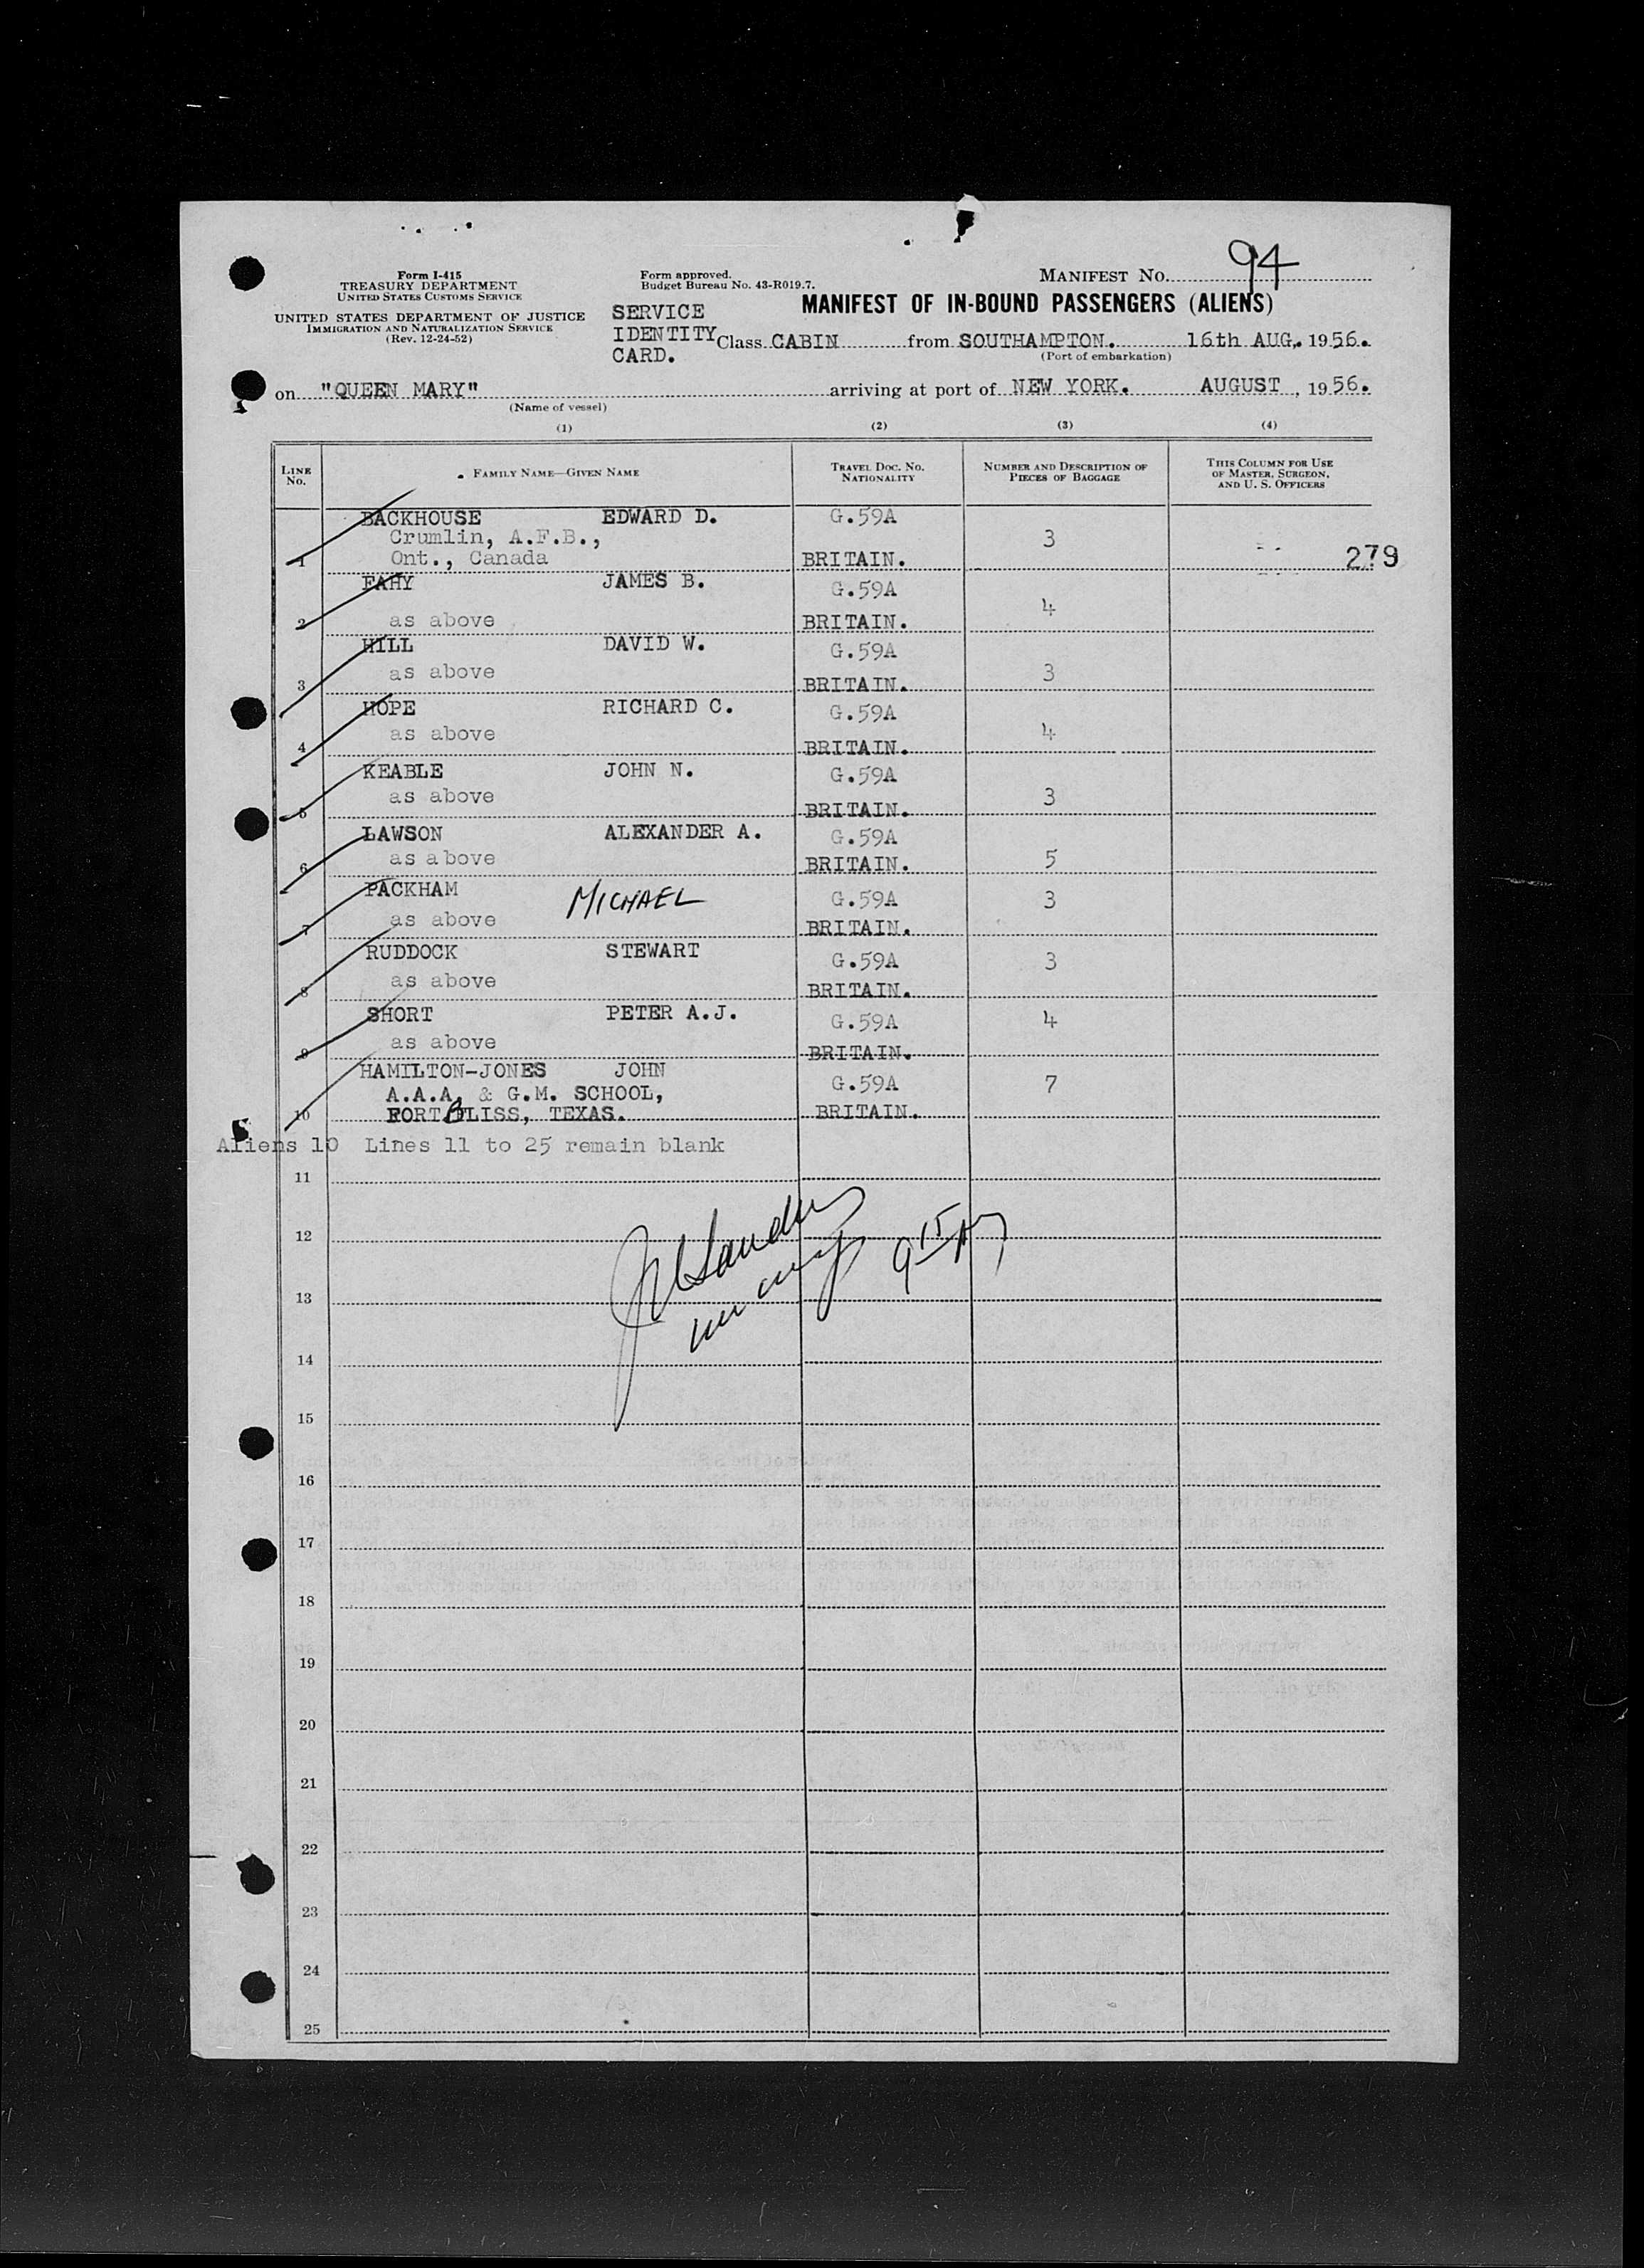 Form I-415
TREASURY DEPARTMENT
UNITED STATES CUSTOMS SERVICE
UNITED STATES DEPARTMENT OF JUSTICE
IMMIGRATION AND NATURALIZATION SERVICE
(Rev. 12-24-52)
Form approved.
Budget Bureau No. 43-R019.7.
MANIFEST NO. 94
MANIFEST OF IN-BOUND PASSENGERS (ALIENS)
SERVICE
IDENTITY
CARD.
Class CABIN from SOUTHAMPTON. 16th AUG. 1956.
(Port of embarkation)
on "QUEEN MARY" arriving at port of NEW YORK. AUGUST, 1956.
(Name of vessel)
(1) (2) (3) (4)
LINE NO. FAMILY NAME—GIVEN NAME TRAVEL DOC. NO. NATIONALITY NUMBER AND DESCRIPTION OF PIECES OF BAGGAGE THIS COLUMN FOR USE OF MASTER, SURGEON, AND U. S. OFFICERS
BACKHOUSE EDWARD D. G.59A
Crumlin, A.F.B., 3
1 Ont., Canada BRITAIN. 279
FAHY JAMES B. G.59A
2 as above BRITAIN. 4
HILL DAVID W. G.59A
as above 3
3 BRITAIN.
HOPE RICHARD C. G.59A
as above 4
4 BRITAIN.
KEABLE JOHN N. G.59A
as above 3
5 BRITAIN.
LAWSON ALEXANDER A. G.59A
6 as above BRITAIN. 5
PACKHAM MICHAEL G.59A 3
7 as above BRITAIN.
RUDDOCK STEWART G.59A 3
8 as above BRITAIN.
SHORT PETER A.J. G.59A 4
9 as above BRITAIN.
HAMILTON-JONES JOHN G.59A 7
A.A.A. & G.M. SCHOOL,
10 FORT BLISS, TEXAS. BRITAIN.
Aliens 10 Lines 11 to 25 remain blank
11
12
13
14
15
16
17
18
19
20
21
22
23
24
25